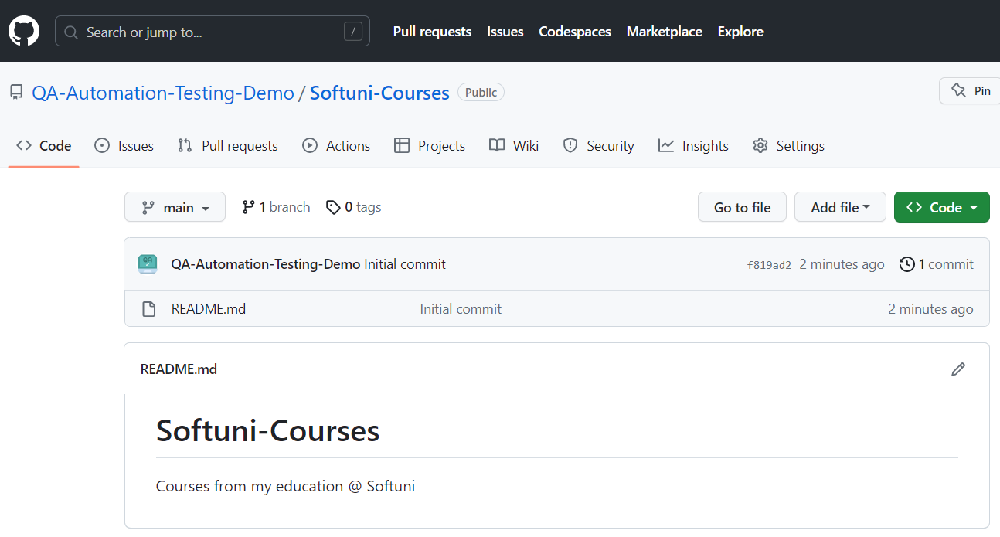 Search or jump to... / Pull requests Issues Codespaces Marketplace Explore
QA-Automation-Testing-Demo / Softuni-Courses Public Pin
Code Issues Pull requests Actions Projects Wiki Security Insights Settings
main 1 branch 0 tags Go to file Add file Code
QA-Automation-Testing-Demo Initial commit f819ad2 2 minutes ago 1 commit
README.md Initial commit 2 minutes ago
README.md
Softuni-Courses
Courses from my education @ Softuni